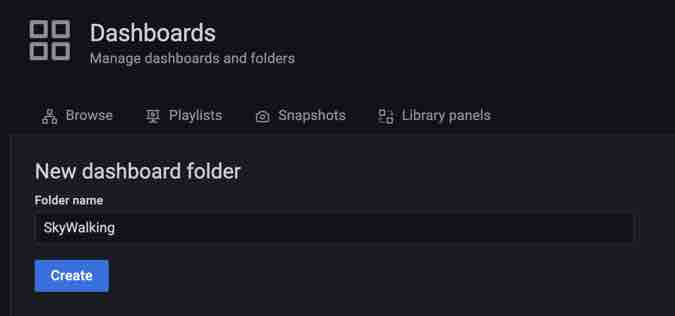 Dashboards
Manage dashboards and folders
Browse Playlists Snapshots Library panels
New dashboard folder
Folder name
SkyWalking
Create